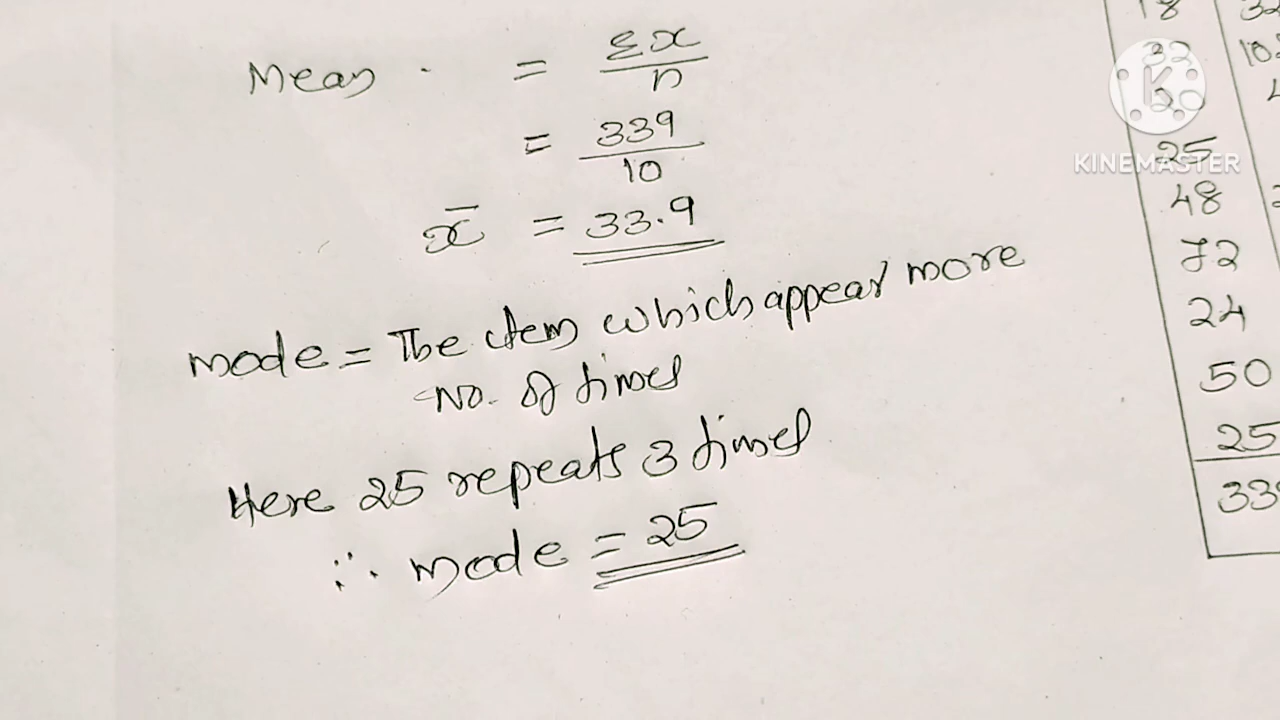 Mean = Σx/n
= 339/10
x̄ = 33.9
mode = The item which appear more
No. of times
Here 25 repeats 3 times
∴ mode = 25
18
32
25
48
72
24
50
25
KINEMASTER